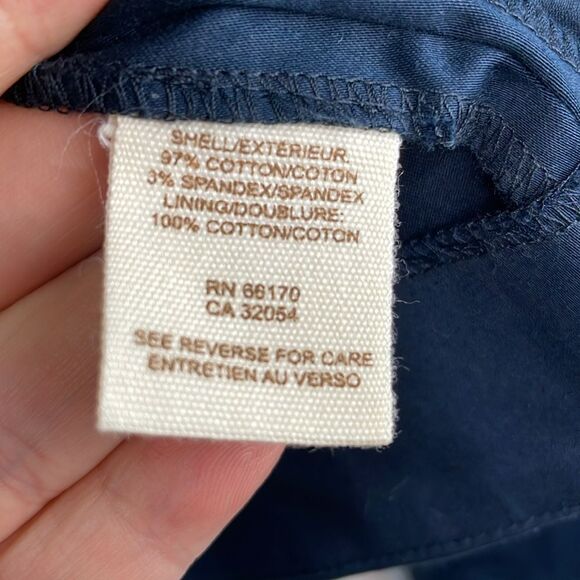 SHELL/EXTÉRIEUR
97% COTTON/COTON
3% SPANDEX/SPANDEX
LINING/DOUBLURE:
100% COTTON/COTON
RN 66170
CA 32054
SEE REVERSE FOR CARE
ENTRETIEN AU VERSO